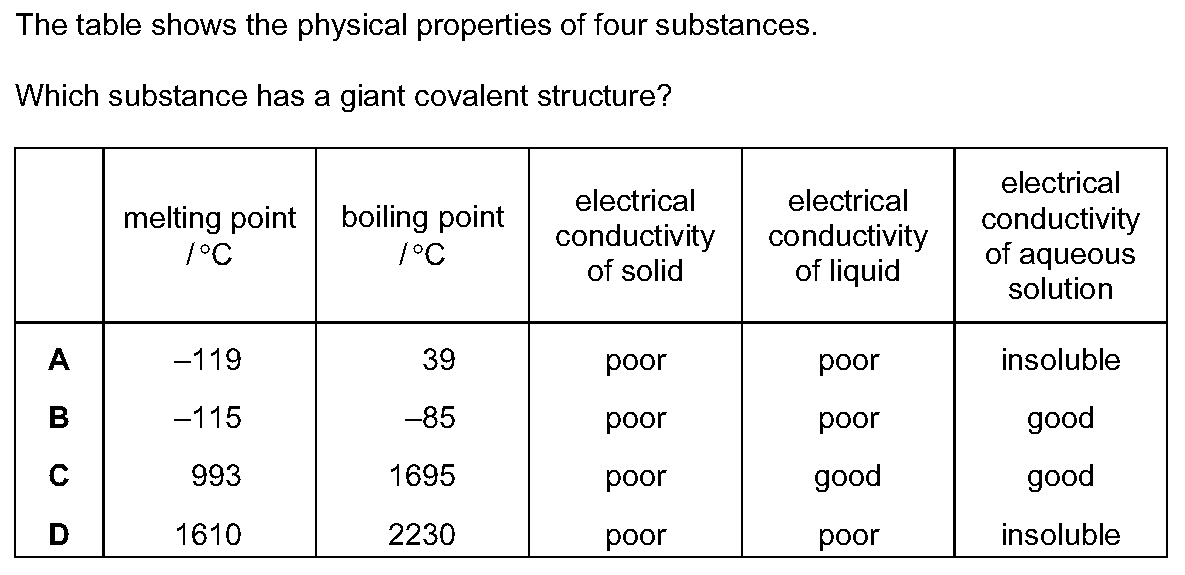 The table shows the physical properties of four substances.
Which substance has a giant covalent structure?
melting point
/ °C
boiling point
/ °C
electrical
conductivity
of solid
electrical
conductivity
of liquid
electrical
conductivity
of aqueous
solution
A –119 39 poor poor insoluble
B –115 –85 poor poor good
C 993 1695 poor good good
D 1610 2230 poor poor insoluble